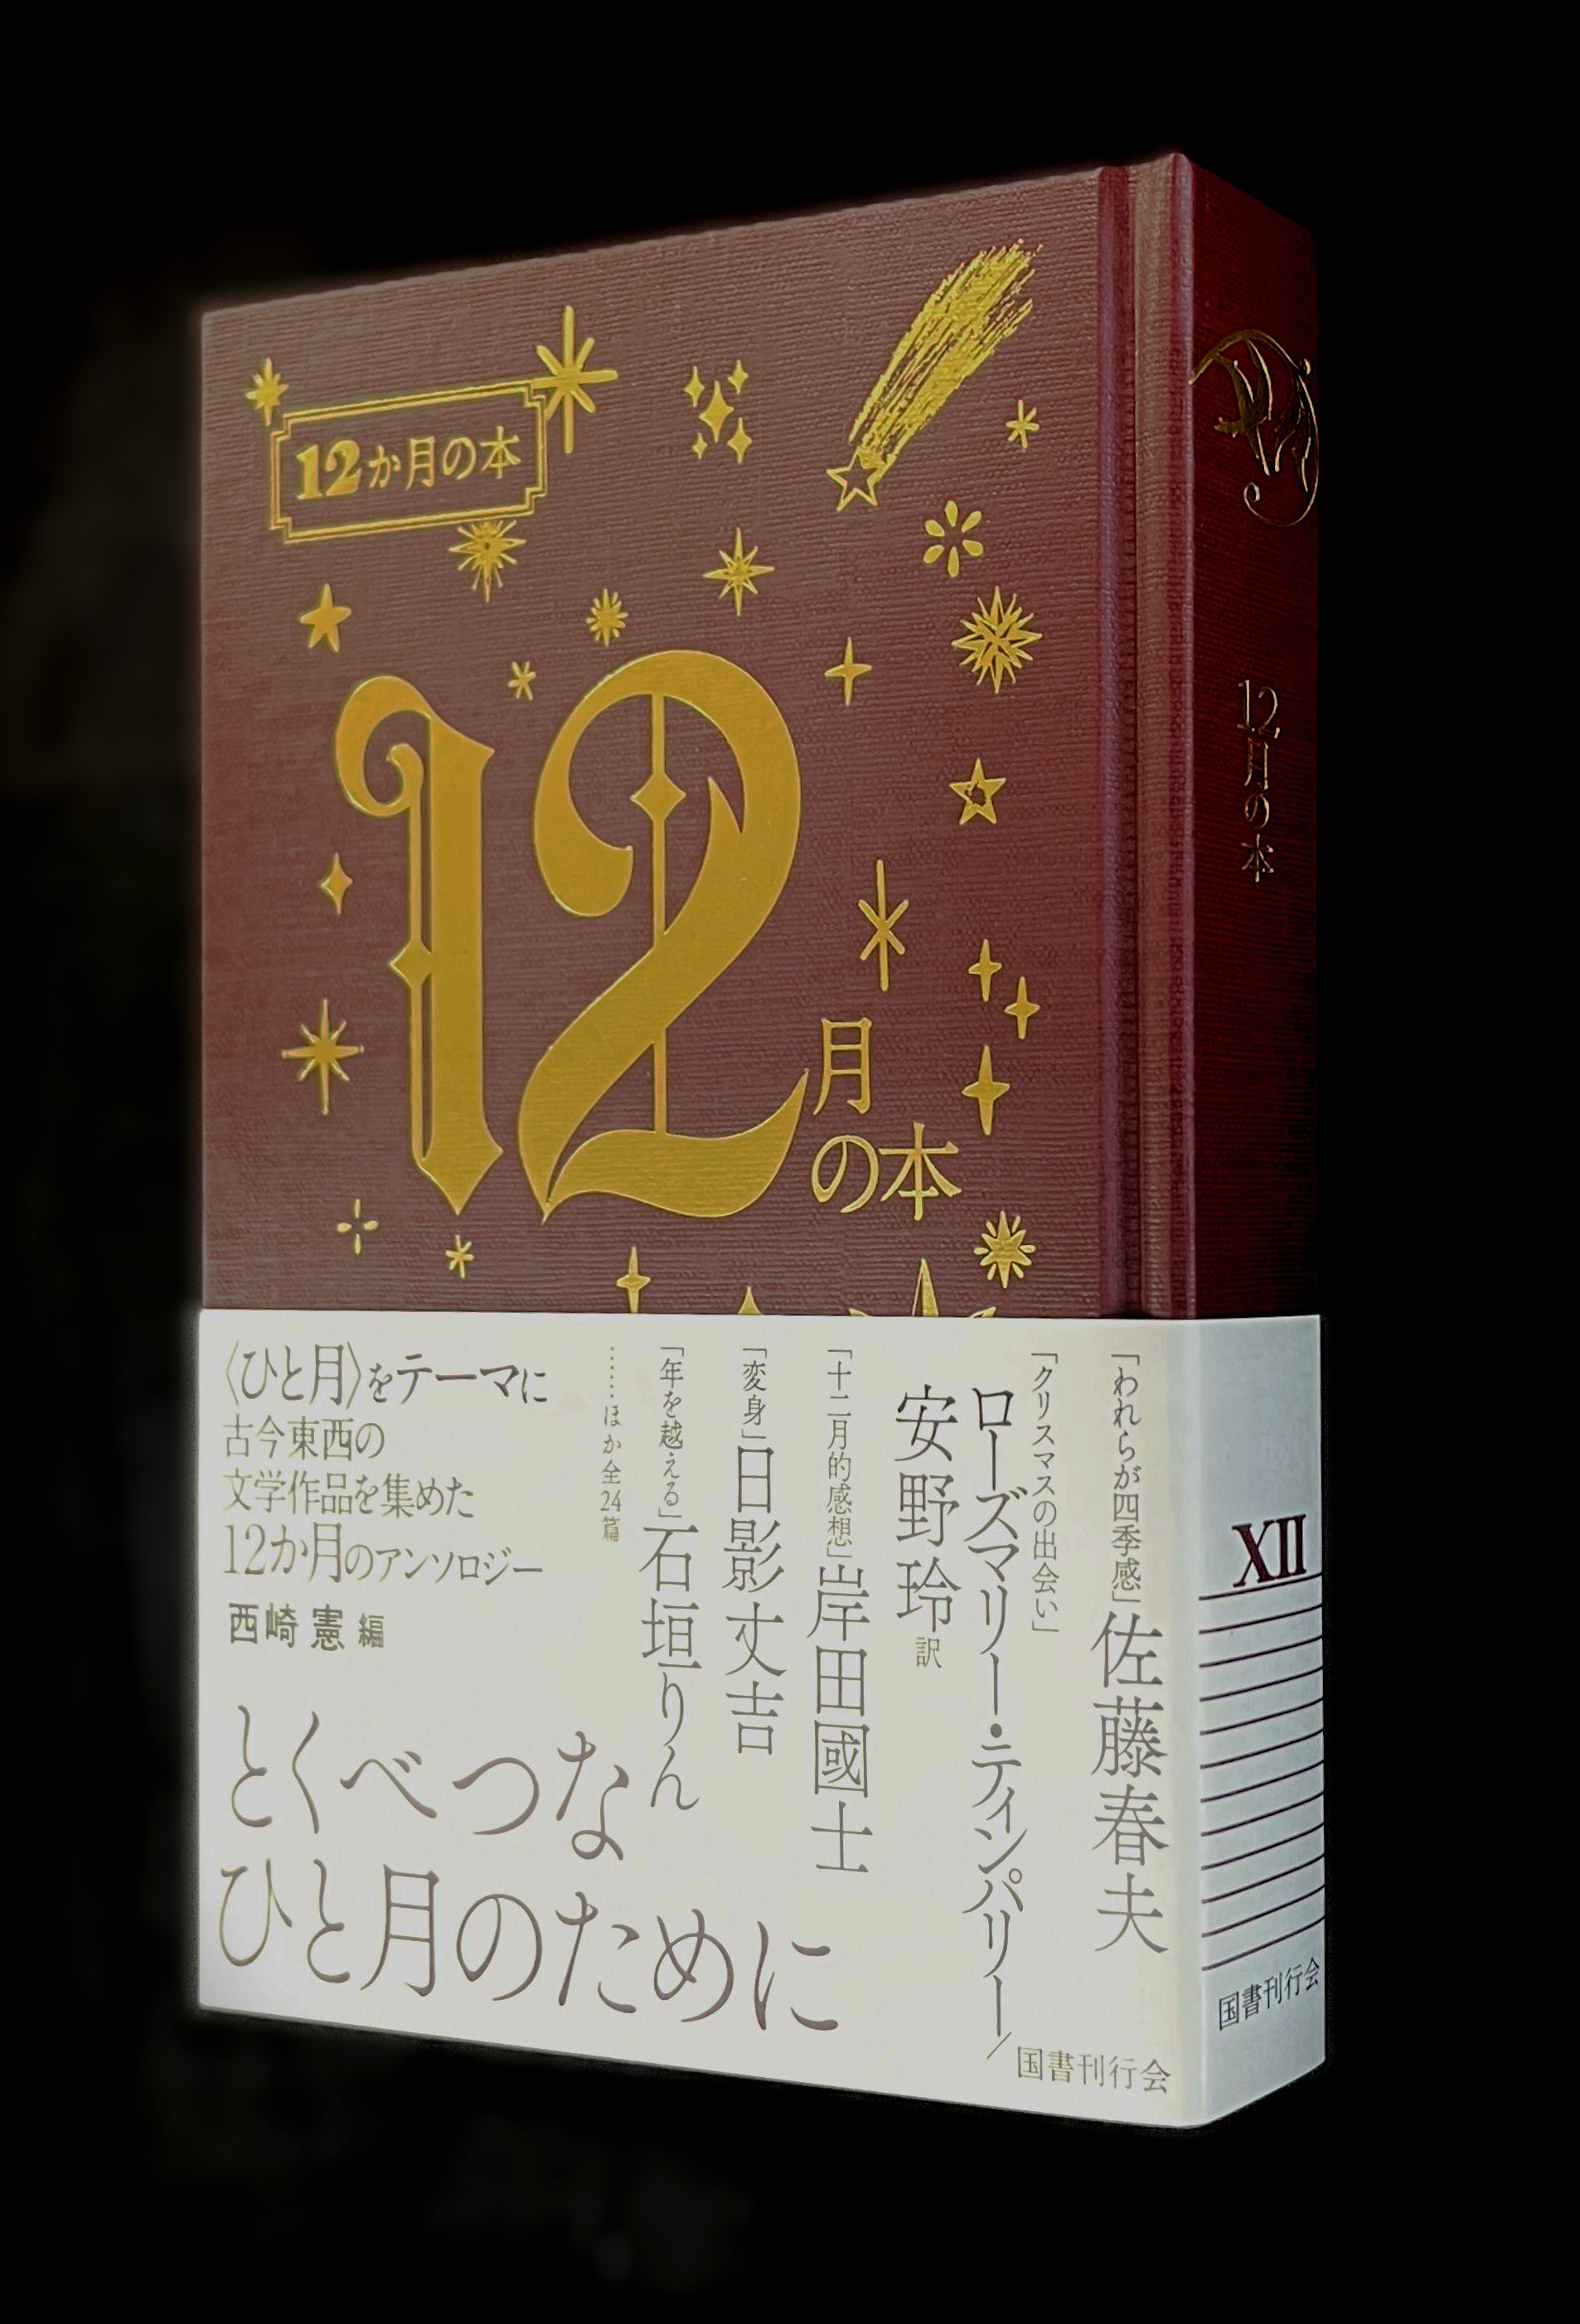 12か月の本
12
月
の本
12月の本
「われらが四季感」佐藤春夫
「クリスマスの出会い」
ローズマリー・ティンパリー/
安野玲訳
「十二月的感想」岸田國士
「変身」日影丈吉
「年を越える」石垣りん
……ほか全24篇
〈ひと月〉をテーマに
古今東西の
文学作品を集めた
12か月のアンソロジー
西崎憲 編
とくべつな
ひと月のために
国書刊行会
XII
国書刊行会